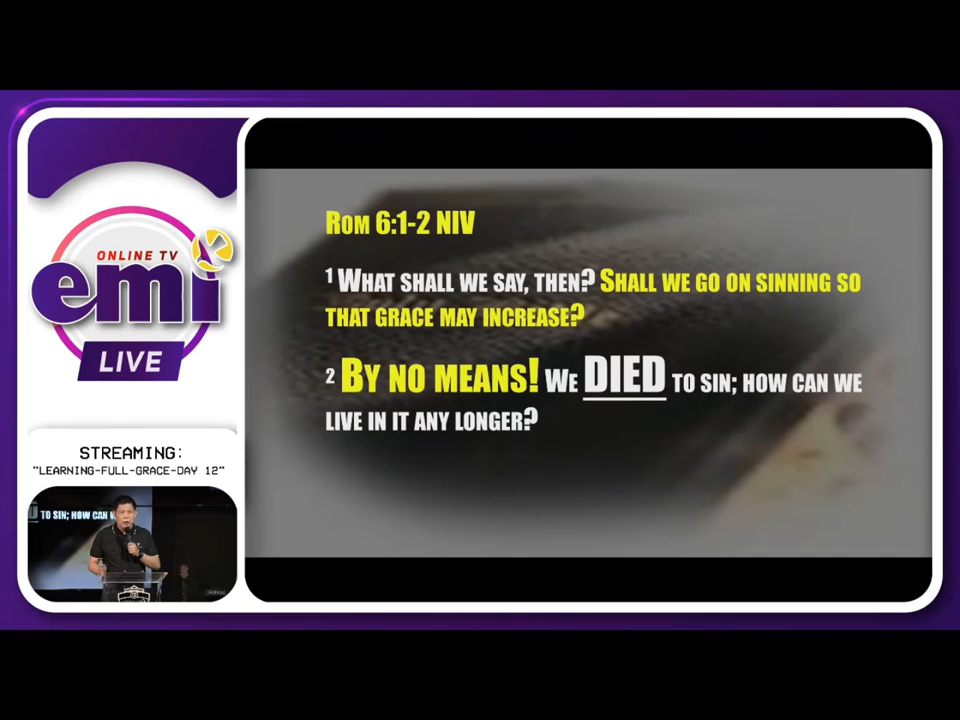 ONLINE TV
emi
LIVE
STREAMING:
"LEARNING-FULL-GRACE-DAY 12"
TO SIN; HOW CAN W
ROM 6:1-2 NIV
1 WHAT SHALL WE SAY, THEN? SHALL WE GO ON SINNING SO
THAT GRACE MAY INCREASE?
2 BY NO MEANS! WE DIED TO SIN; HOW CAN WE
LIVE IN IT ANY LONGER?